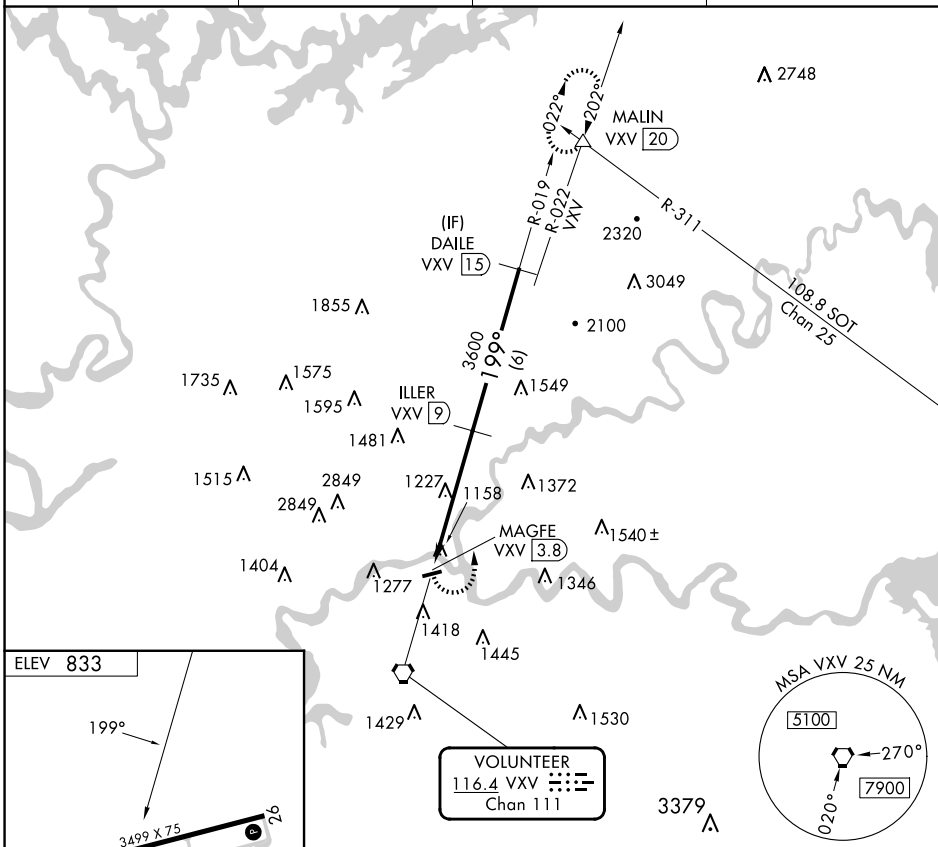 2748
022°
202°
MALIN
VXV 20
R-019
R-022
VXV
R-311
2320
(IF)
DAILE
VXV 15
3049
108.8 SOT
Chan 25
1855
2100
3600
199°
(6)
1735
1575
1595
1549
ILLER
VXV 9
1481
1515
2849
2849
1227
1158
1372
MAGFE
VXV 3.8
1540 ±
1404
1277
1346
1418
1445
ELEV 833
199°
3499 X 75
P
26
1429
1530
VOLUNTEER
116.4 VXV
Chan 111
3379
MSA VXV 25 NM
5100
270°
7900
020°